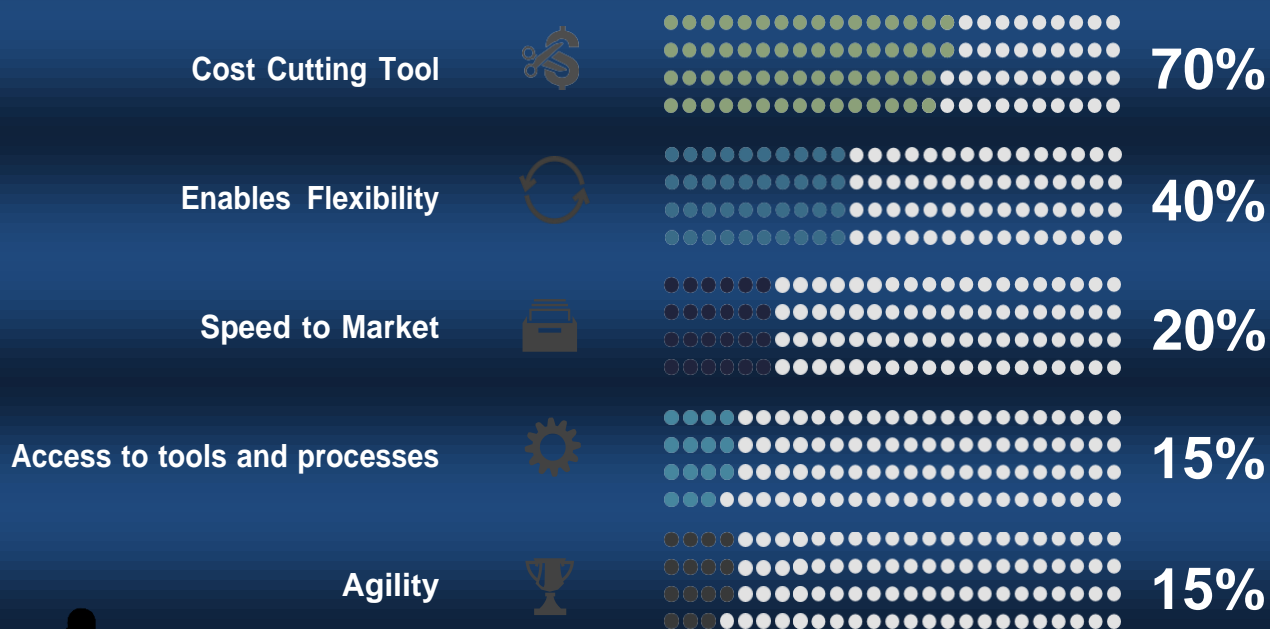 Cost Cutting Tool 70%
Enables Flexibility 40%
Speed to Market 20%
Access to tools and processes 15%
Agility 15%